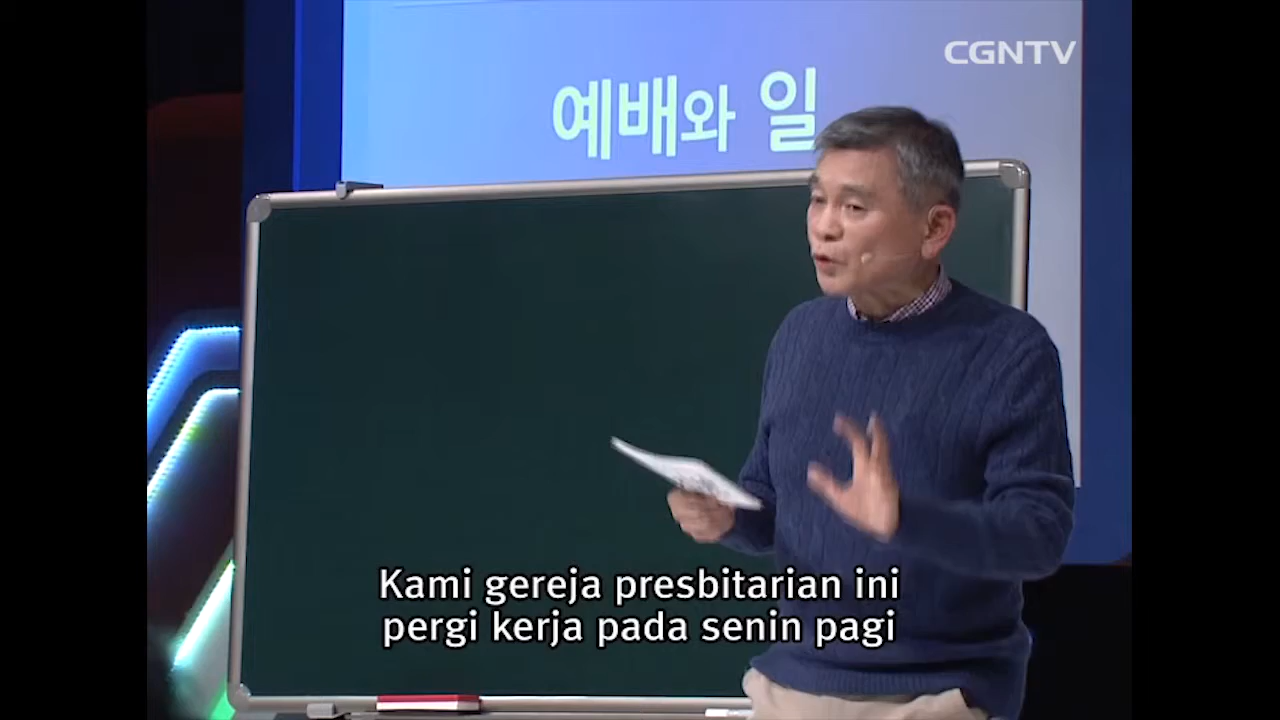 CGNTV
예배와 일
Kami gereja presbitarian ini
pergi kerja pada senin pagi